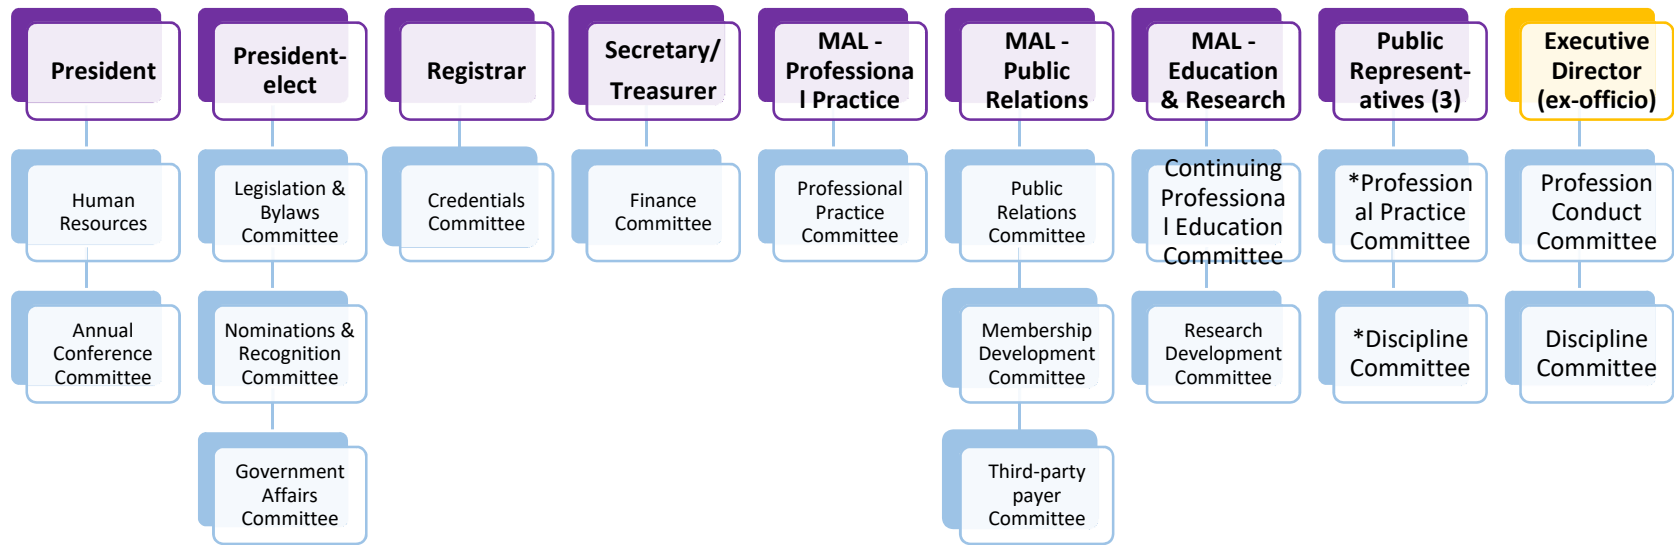 President
President-
elect
Registrar
Secretary/
Treasurer
MAL -
Professiona
l Practice
MAL -
Public
Relations
MAL -
Education
& Research
Public
Represent-
atives (3)
Executive
Director
(ex-officio)
Human
Resources
Legislation &
Bylaws
Committee
Credentials
Committee
Finance
Committee
Professional
Practice
Committee
Public
Relations
Committee
Continuing
Professiona
l Education
Committee
*Profession
al Practice
Committee
Profession
Conduct
Committee
Annual
Conference
Committee
Nominations &
Recognition
Committee
Membership
Development
Committee
Research
Development
Committee
*Discipline
Committee
Discipline
Committee
Government
Affairs
Committee
Third-party
payer
Committee